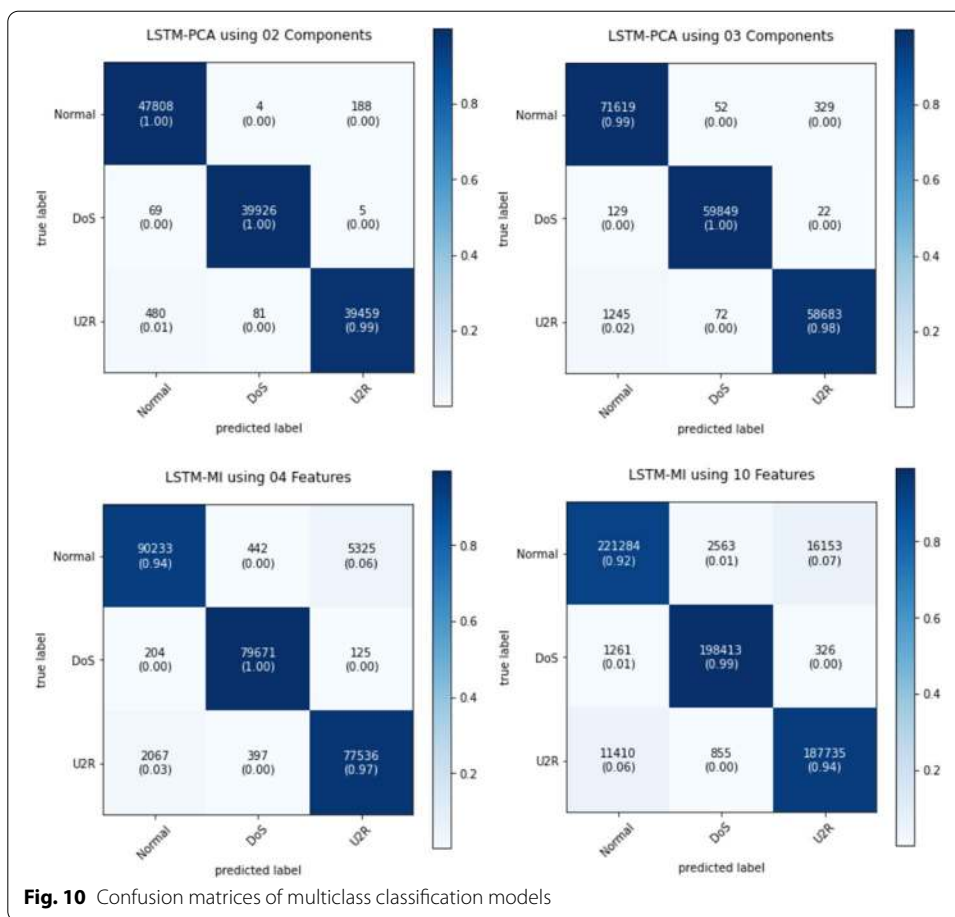 LSTM-PCA using 02 Components
Normal
DoS
U2R
true label
47808
(1.00)
4
(0.00)
188
(0.00)
69
(0.00)
39926
(1.00)
5
(0.00)
480
(0.01)
81
(0.00)
39459
(0.99)
Normal
DoS
U2R
predicted label
0.8
0.6
0.4
0.2
LSTM-PCA using 03 Components
Normal
DoS
U2R
true label
71619
(0.99)
52
(0.00)
329
(0.00)
129
(0.00)
59849
(1.00)
22
(0.00)
1245
(0.02)
72
(0.00)
58683
(0.98)
Normal
DoS
U2R
predicted label
0.8
0.6
0.4
0.2
LSTM-MI using 04 Features
Normal
DoS
U2R
true label
90233
(0.94)
442
(0.00)
5325
(0.06)
204
(0.00)
79671
(1.00)
125
(0.00)
2067
(0.03)
397
(0.00)
77536
(0.97)
Normal
DoS
U2R
predicted label
0.8
0.6
0.4
0.2
LSTM-MI using 10 Features
Normal
DoS
U2R
true label
221284
(0.92)
2563
(0.01)
16153
(0.07)
1261
(0.01)
198413
(0.99)
326
(0.00)
11410
(0.06)
855
(0.00)
187735
(0.94)
Normal
DoS
U2R
predicted label
0.8
0.6
0.4
0.2
Fig. 10 Confusion matrices of multiclass classification models